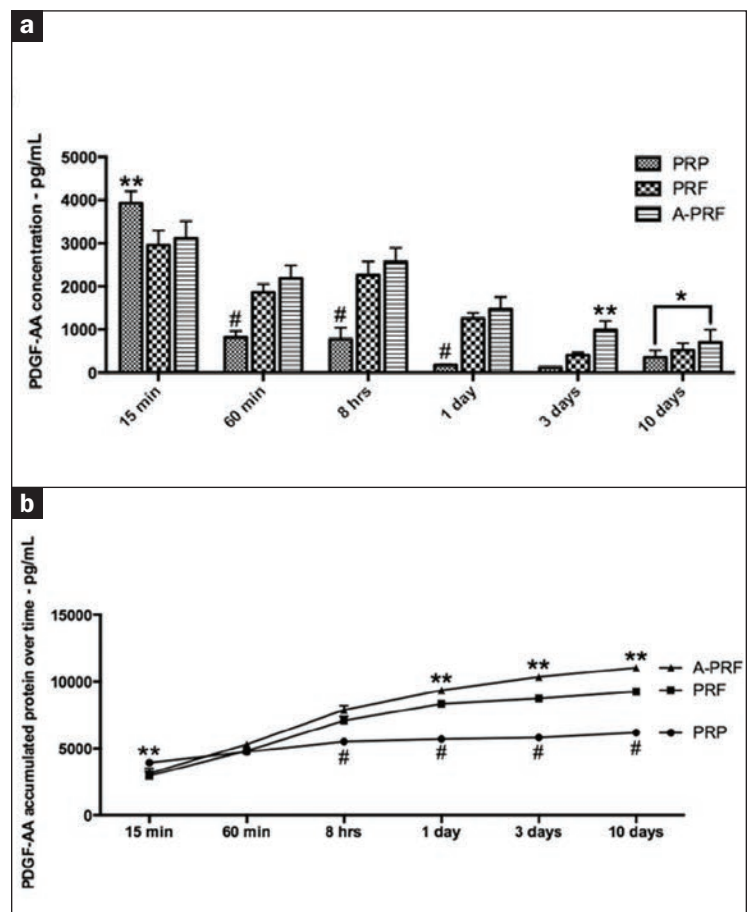 a
PDGF-AA concentration - pg/mL
5000
4000
3000
2000
1000
0
**
#
#
#
**
*
PRP
PRF
A-PRF
15 min
60 min
8 hrs
1 day
3 days
10 days
b
PDGF-AA accumulated protein over time - pg/mL
15000
10000
5000
0
**
**
**
**
#
#
#
#
A-PRF
PRF
PRP
15 min
60 min
8 hrs
1 day
3 days
10 days